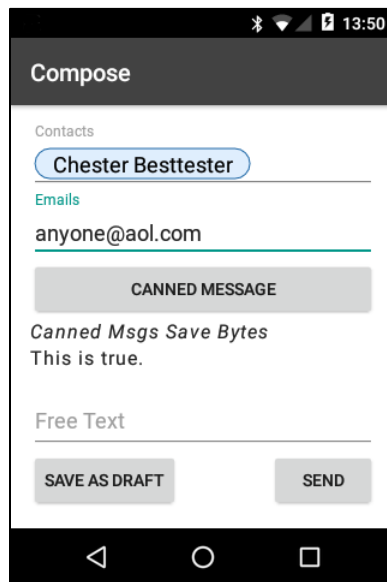 13:50
Compose
Contacts
Chester Besttester
Emails
anyone@aol.com
CANNED MESSAGE
Canned Msgs Save Bytes
This is true.
Free Text
SAVE AS DRAFT SEND